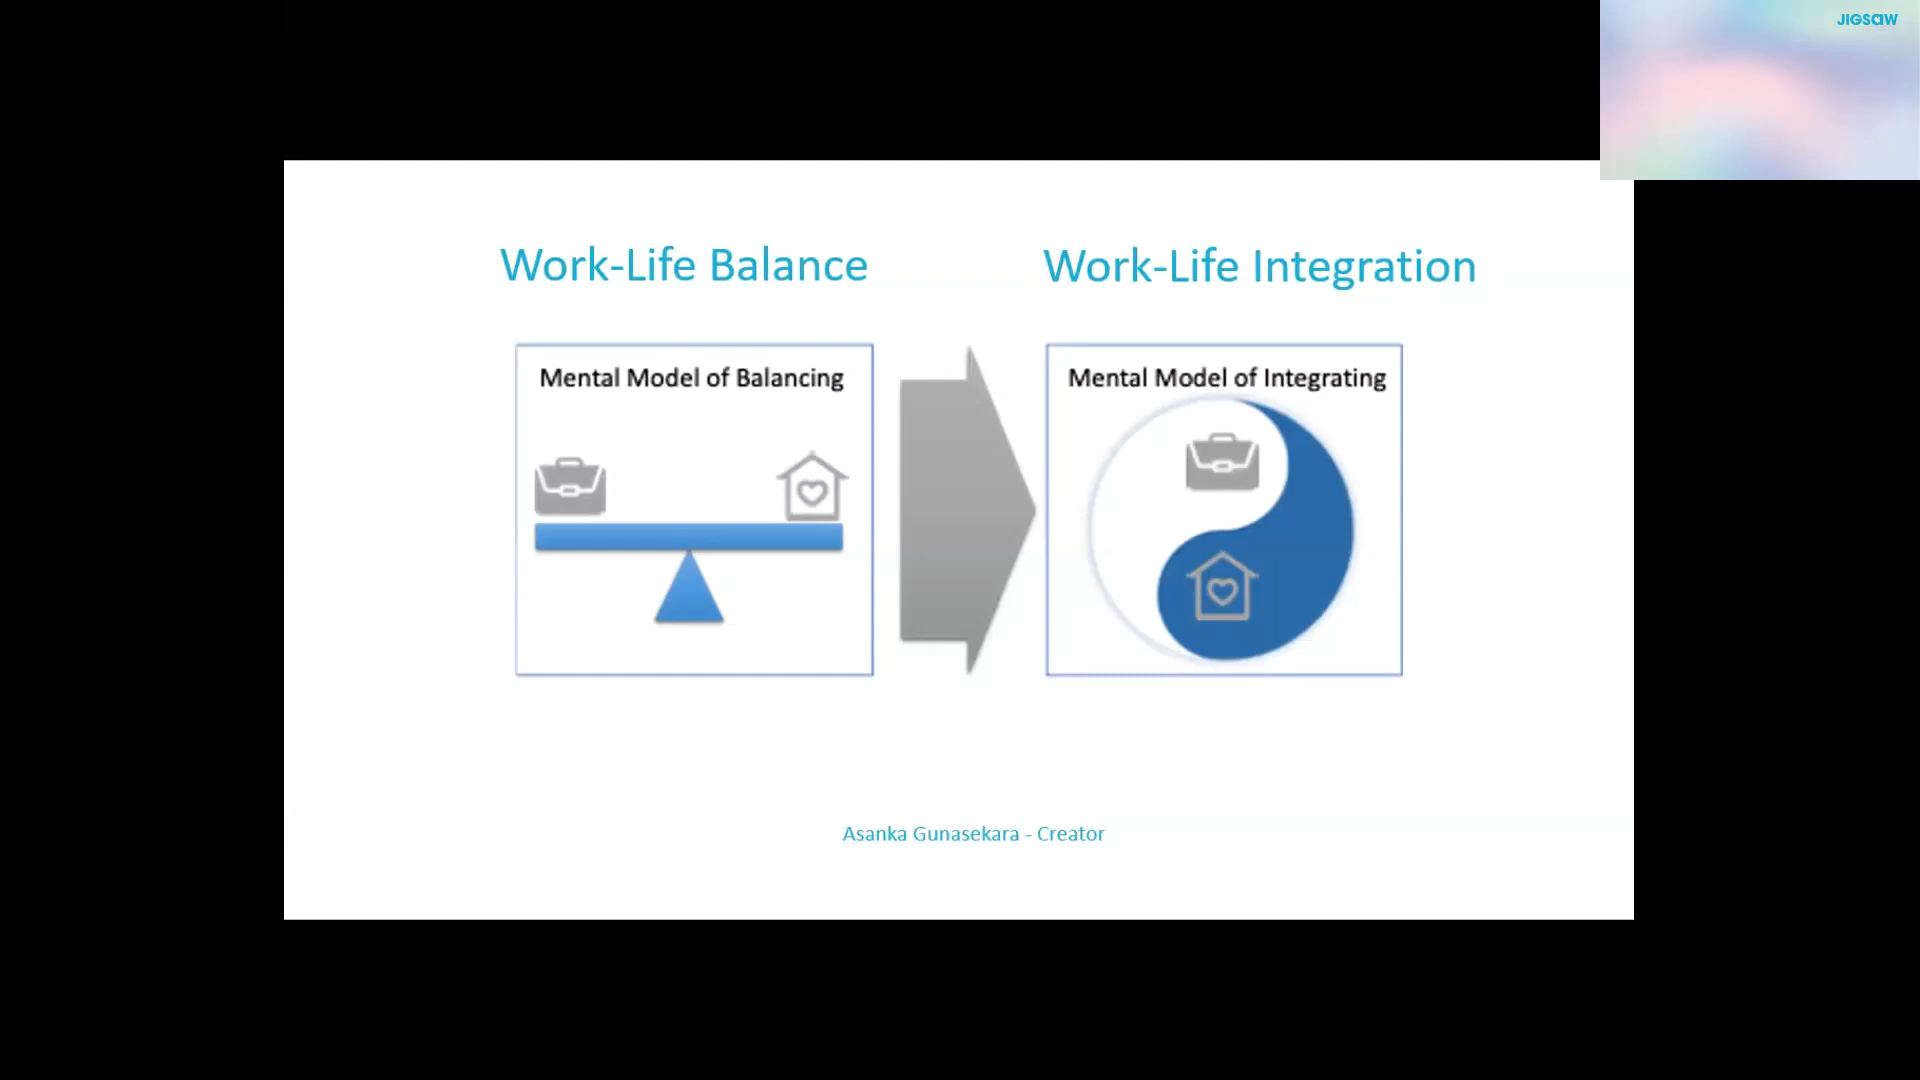 JIGSAW
Work-Life Balance
Work-Life Integration
Mental Model of Balancing
Mental Model of Integrating
Asanka Gunasekara - Creator